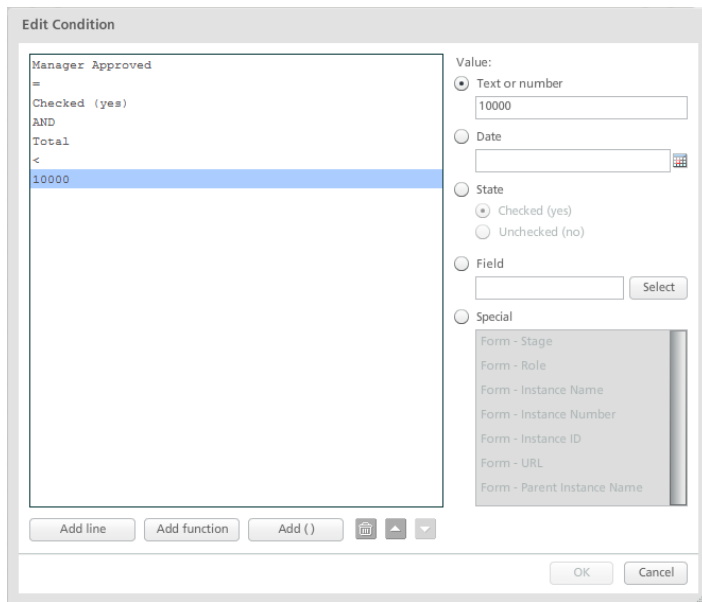 Edit Condition
Manager Approved
=
Checked (yes)
AND
Total
<
10000
Add line
Add function
Add ( )
Value:
Text or number
10000
Date
State
Checked (yes)
Unchecked (no)
Field
Select
Special
Form - Stage
Form - Role
Form - Instance Name
Form - Instance Number
Form - Instance ID
Form - URL
Form - Parent Instance Name
OK
Cancel